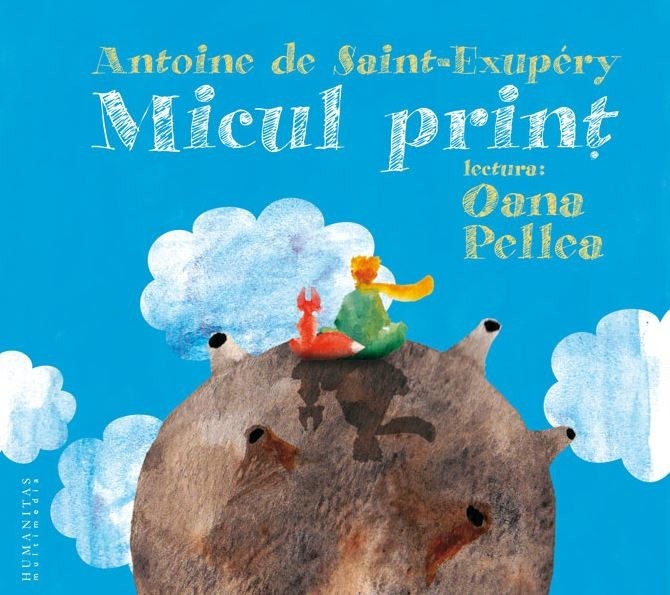 Antoine de Saint-Exupéry
Micul prinț
lectura:
Oana
Pellea
HUMANITAS
multimedia